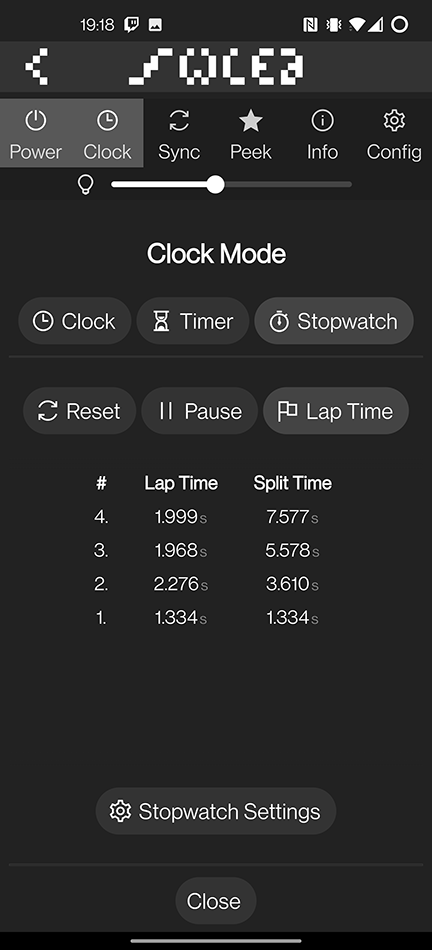 19:18
Power Clock Sync Peek Info Config
Clock Mode
Clock Timer Stopwatch
Reset Pause Lap Time
# Lap Time Split Time
4. 1.999 s 7.577 s
3. 1.968 s 5.578 s
2. 2.276 s 3.610 s
1. 1.334 s 1.334 s
Stopwatch Settings
Close